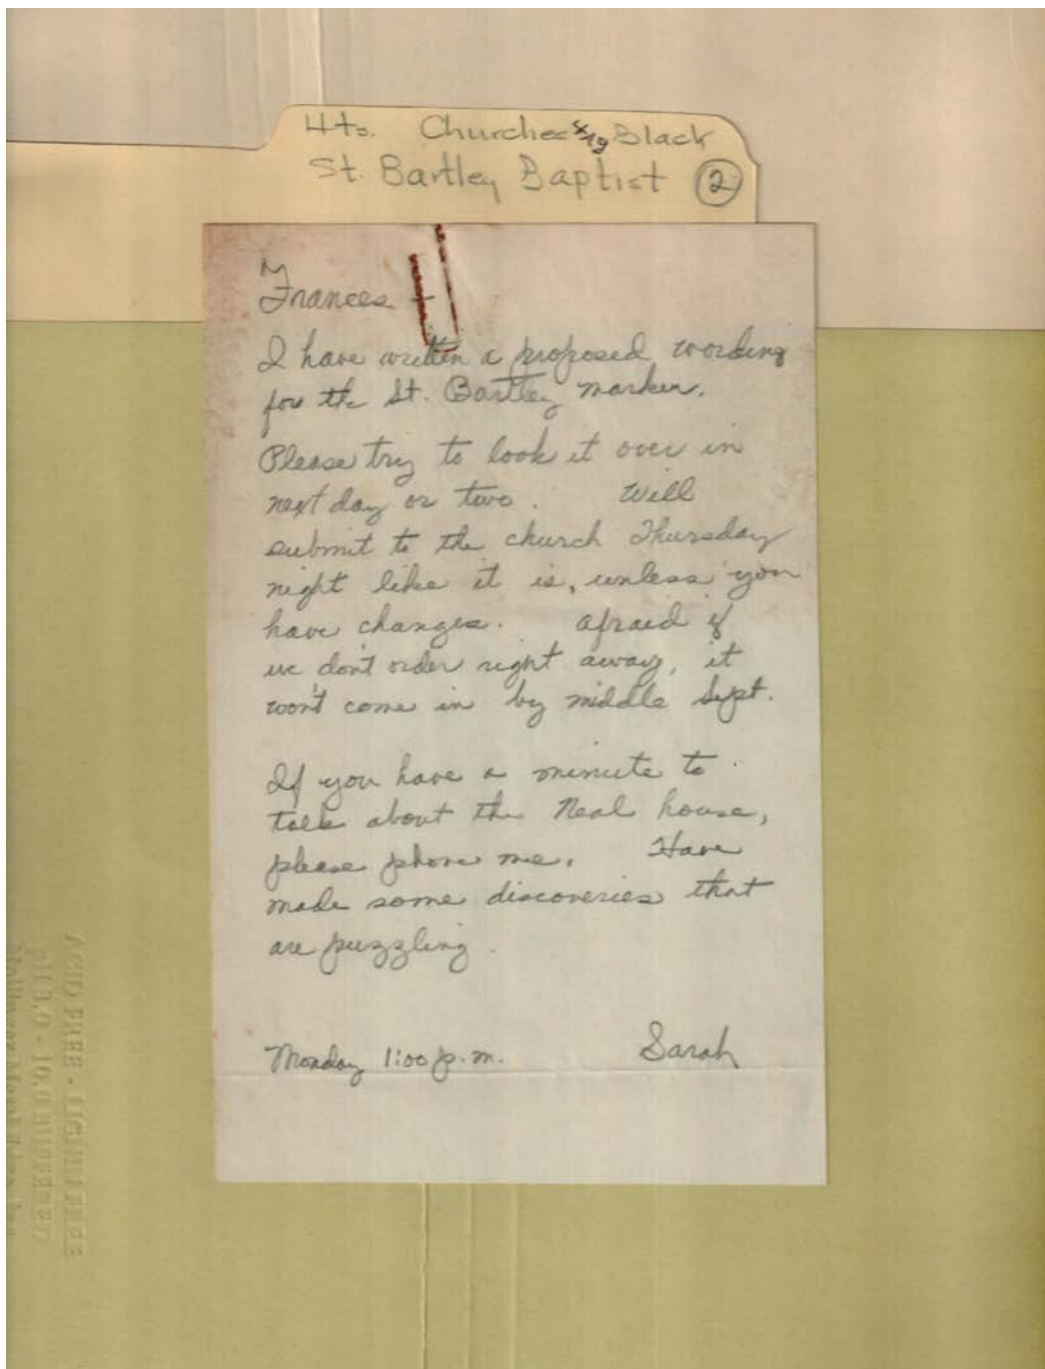 Hts. Churches Black
St. Bartley Baptist 2
Frances -
I have written a proposed wording
for the St. Bartley marker.
Please try to look it over in
next day or two. Will
submit to the church Thursday
night like it is, unless you
have changes. Afraid if
we don't order right away, it
won't come in by middle Sept.
If you have a minute to
talk about the Neal house,
please phone me. Have
made some discoveries that
are puzzling.
Monday 1:00 p.m. Sarah
ACID FREE - LIGNIN FREE